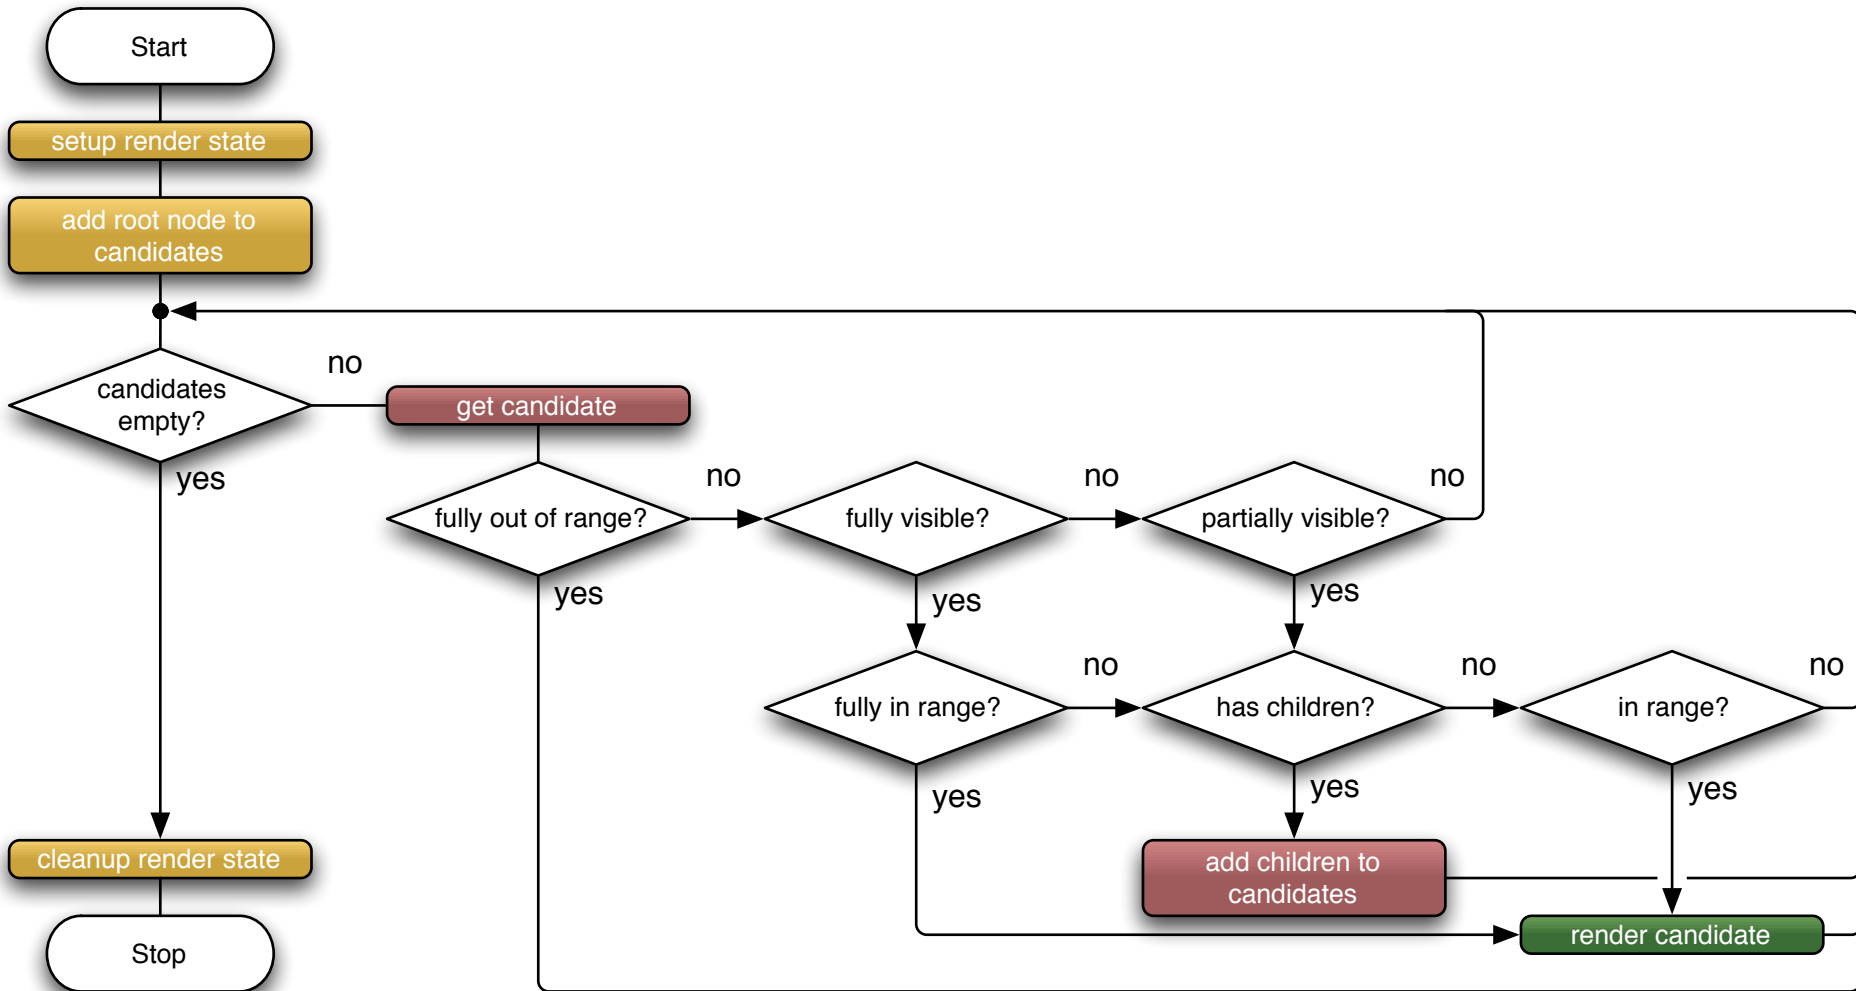 Start
setup render state
add root node to
candidates
no
candidates
empty?
get candidate
yes
no
no
no
fully out of range?
fully visible?
partially visible?
yes
yes
yes
no
no
no
fully in range?
has children?
in range?
yes
yes
yes
cleanup render state
add children to
candidates
render candidate
Stop